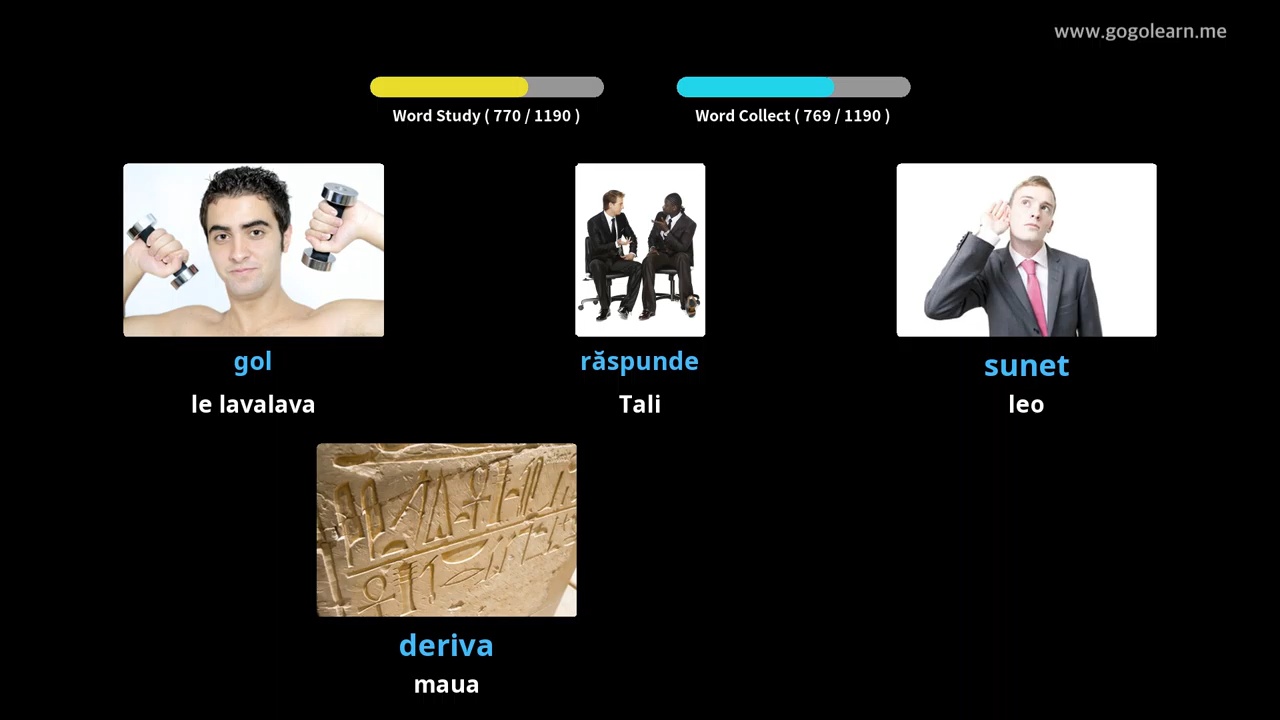 www.gogolearn.me
Word Study ( 770 / 1190 )
Word Collect ( 769 / 1190 )
gol
răspunde
sunet
le lavalava
Tali
leo
deriva
maua